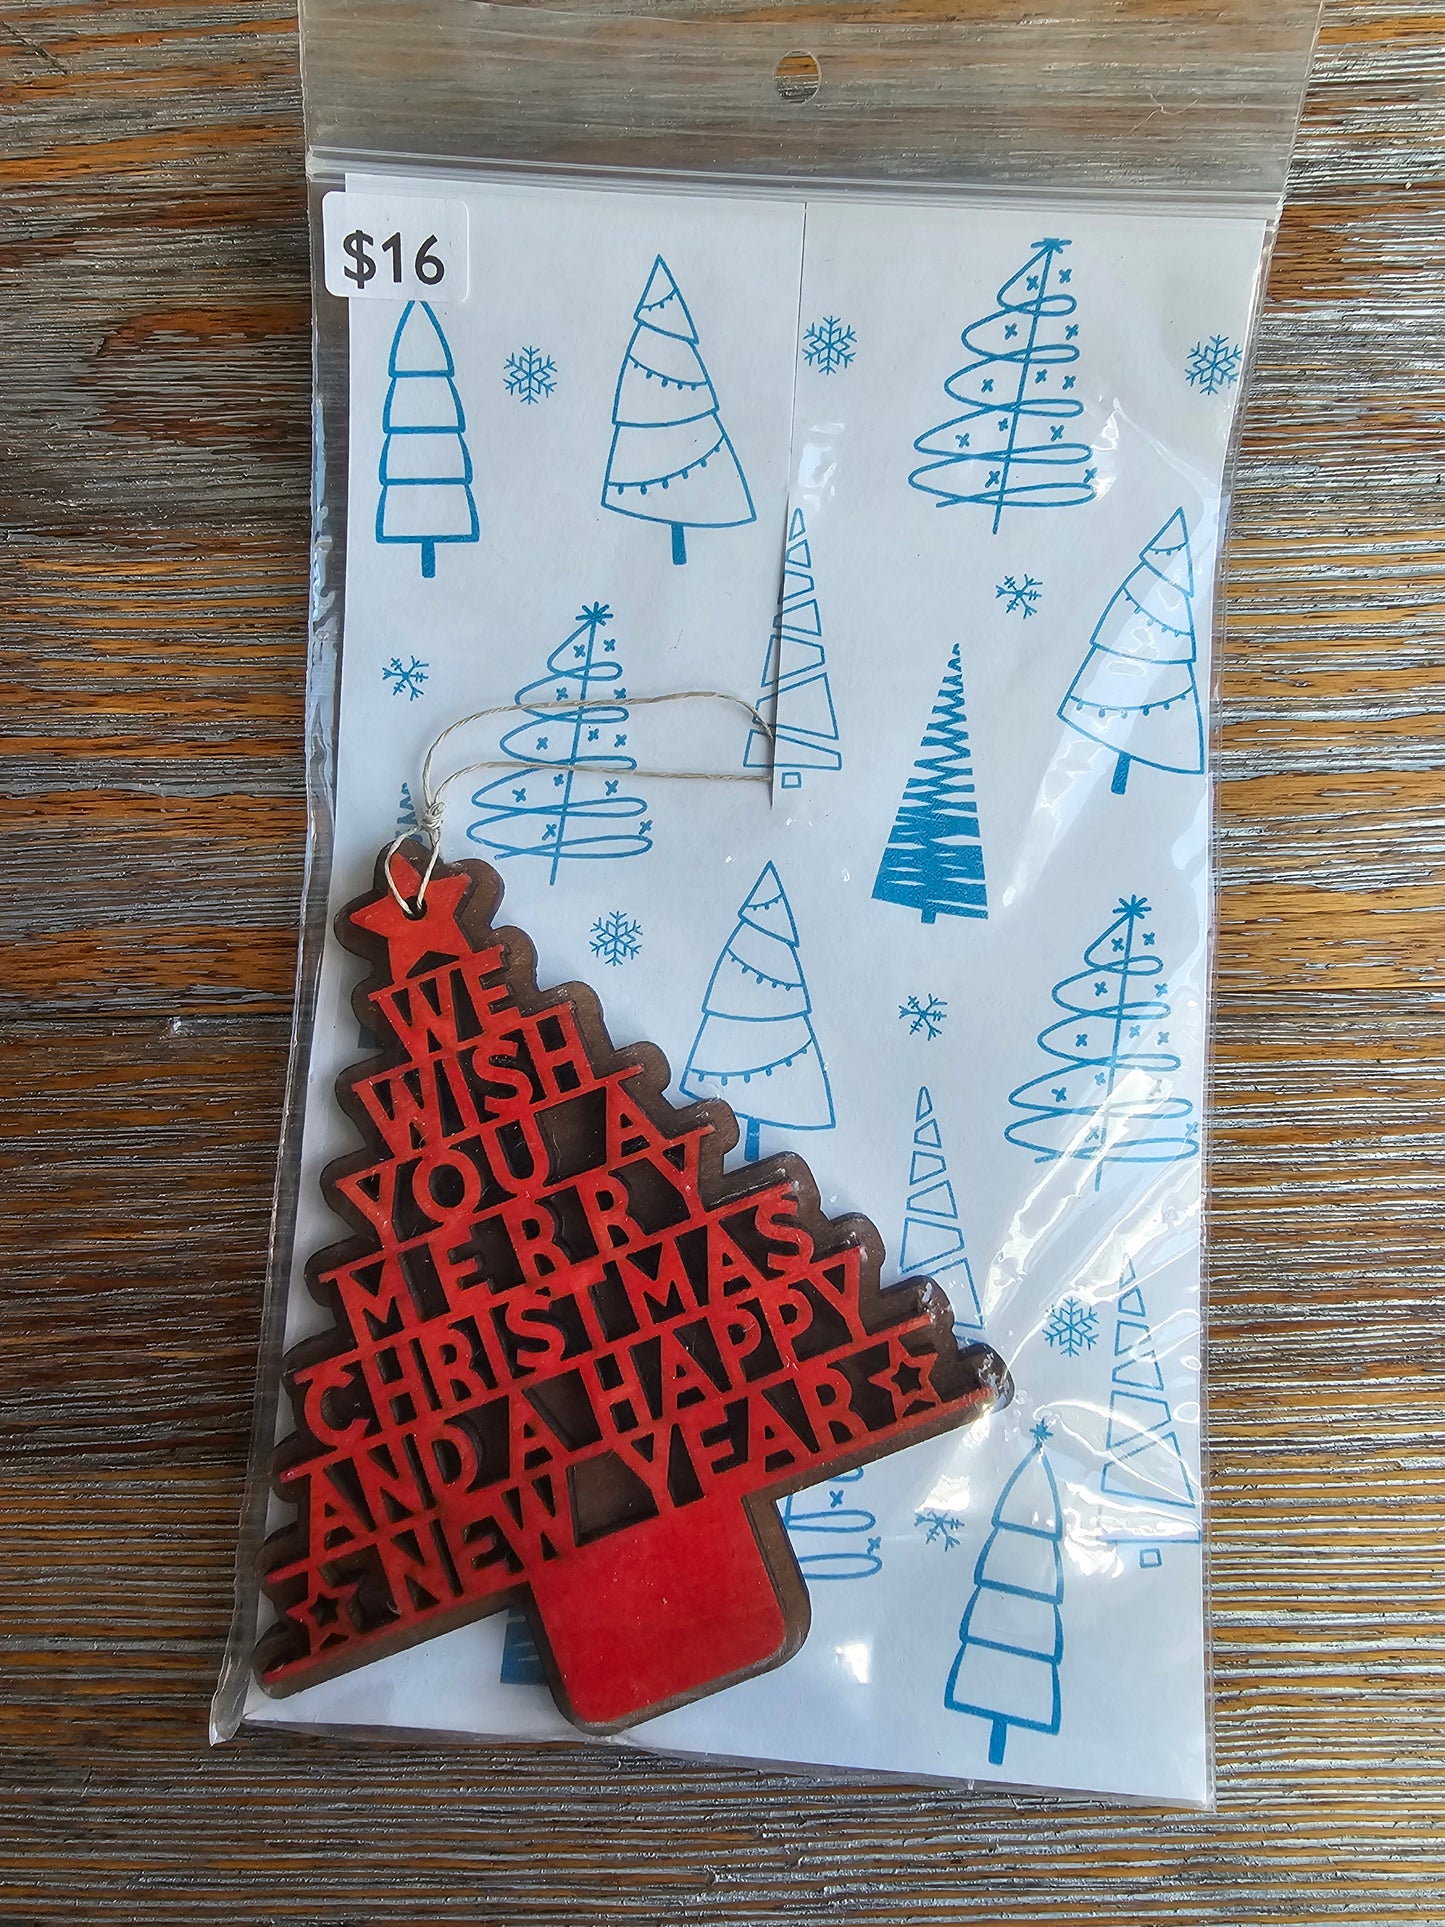 $16
WE
WISH
YOU A
MERRY
CHRISTMAS
AND A HAPPY
NEW YEAR